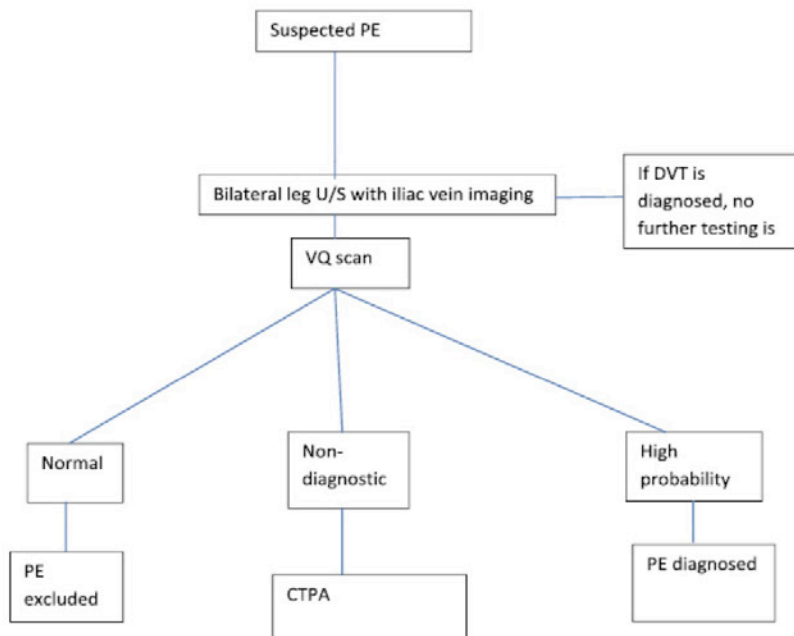 Suspected PE
Bilateral leg U/S with iliac vein imaging
If DVT is
diagnosed, no
further testing is
VQ scan
Normal
Non-
diagnostic
High
probability
PE
excluded
CTPA
PE diagnosed